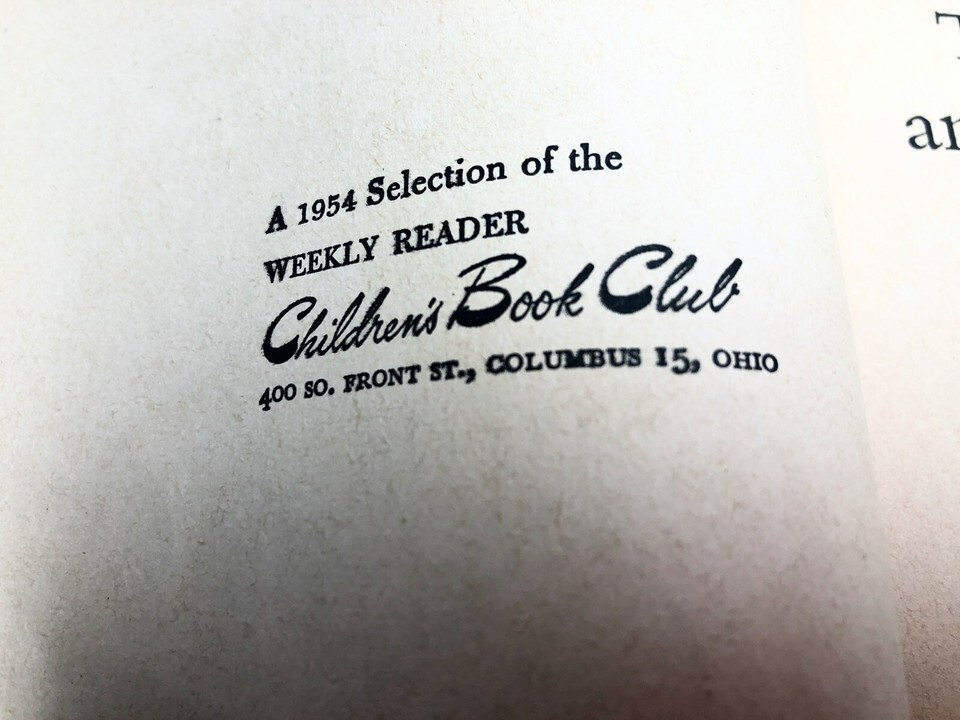 A 1954 Selection of the
WEEKLY READER
Children's Book Club
400 SO. FRONT ST., COLUMBUS 15, OHIO